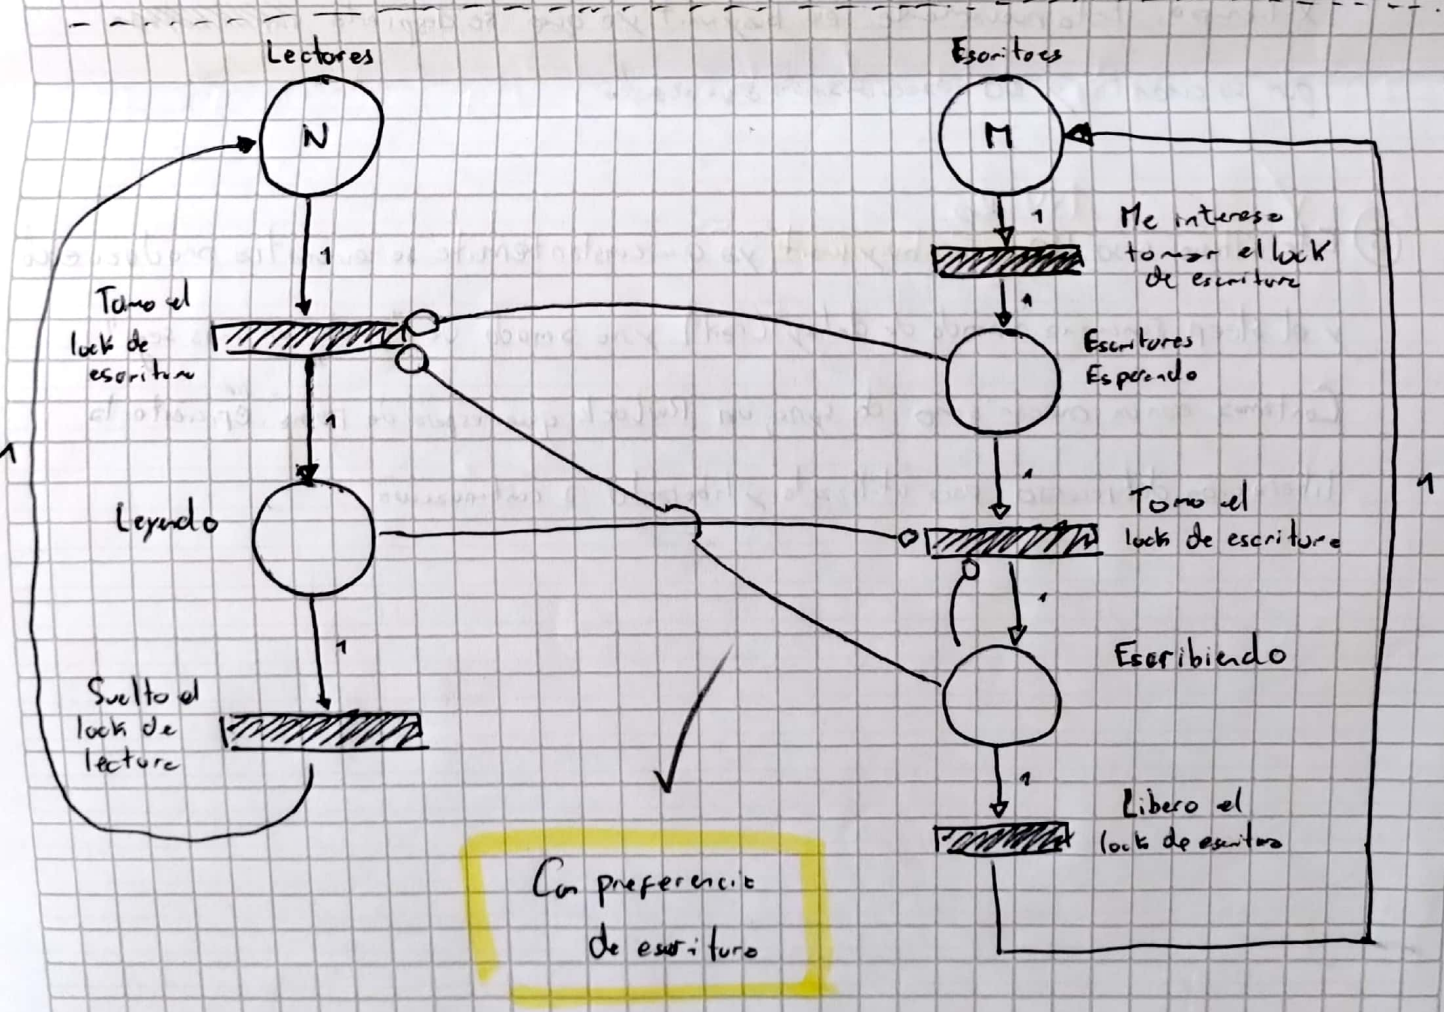 Lectores
N
1
Tomo el
lock de
escritura
1
Leyendo
1
Suelto el
lock de
lectura
1
Escritores
M
1
Me interesa
tomar el lock
de escritura
1
Escritores
Esperando
1
Tomo el
lock de escritura
1
Escribiendo
1
Libero el
lock de escritura
1
Con preferencia
de escritura